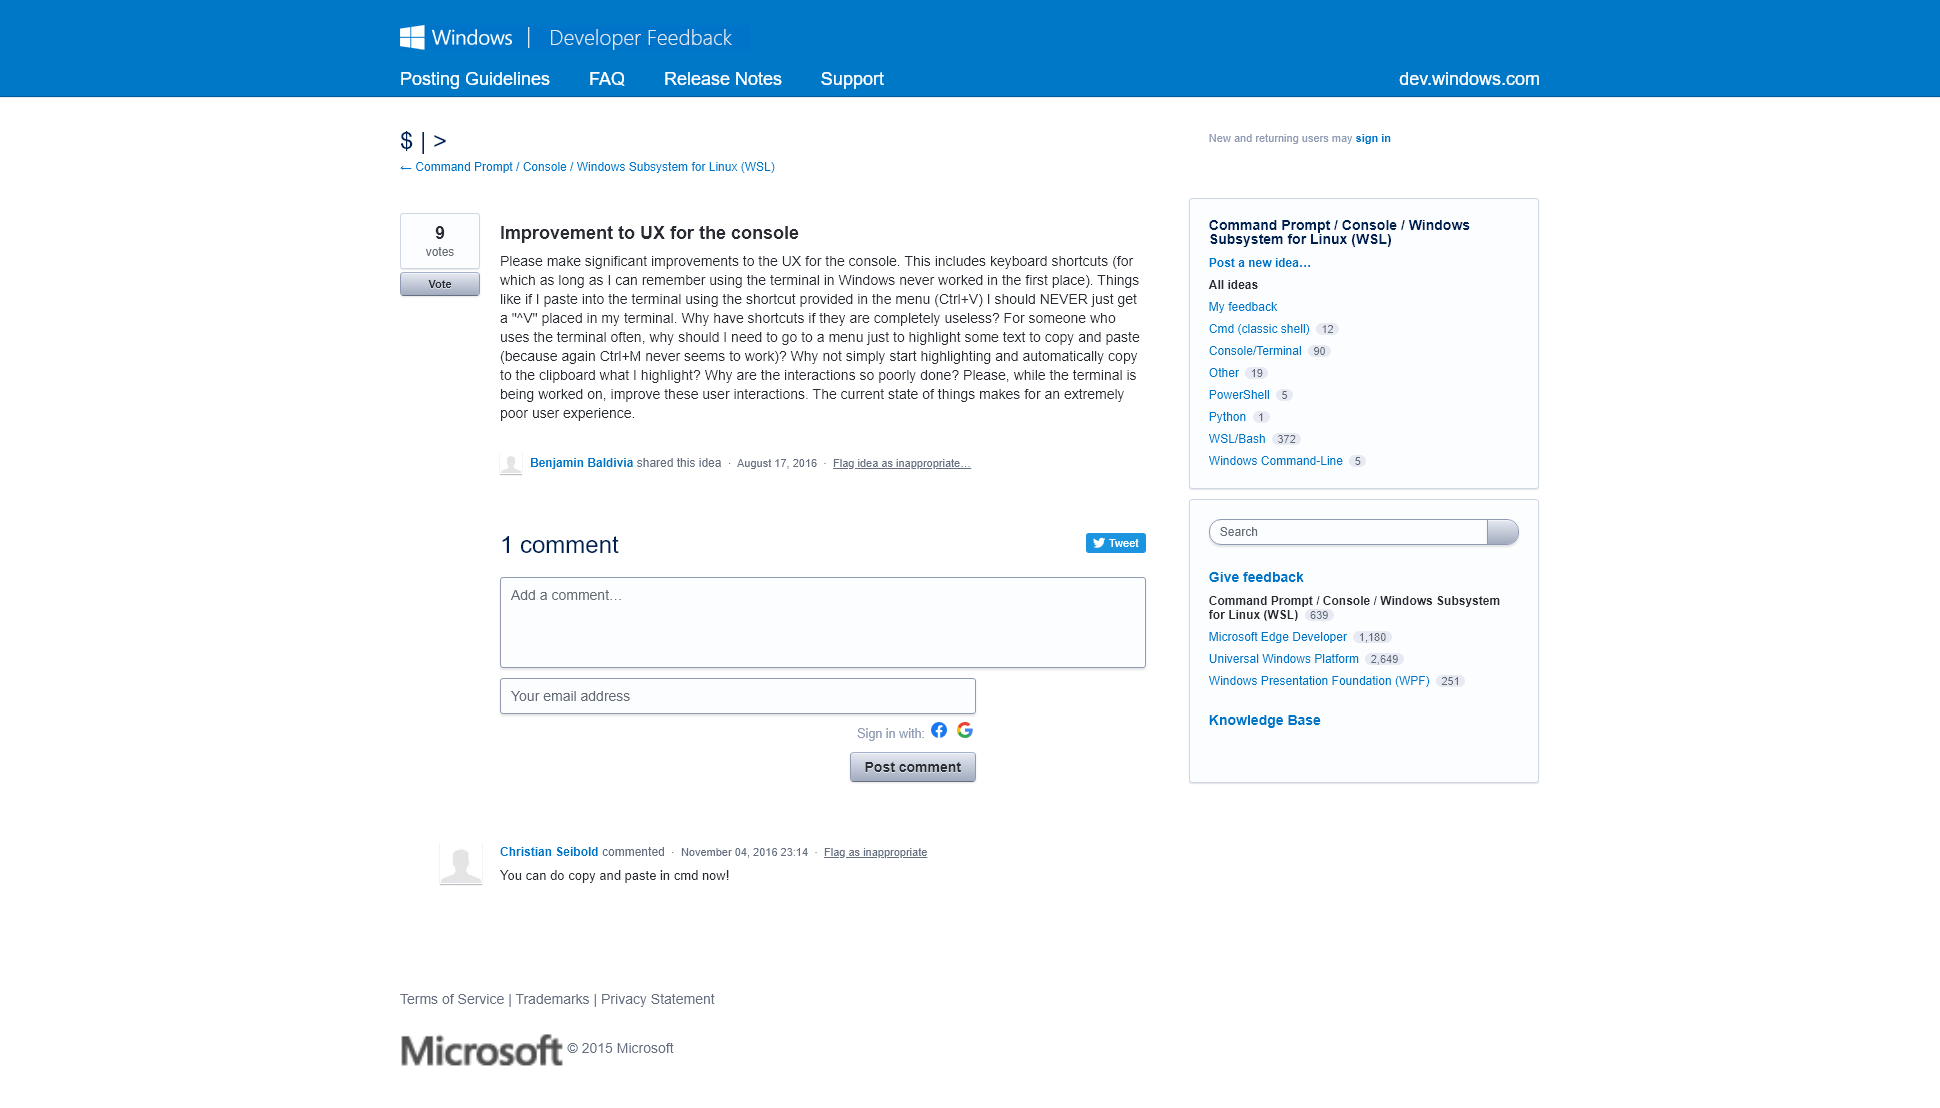 Windows | Developer Feedback
Posting Guidelines FAQ Release Notes Support dev.windows.com
$ | >
← Command Prompt / Console / Windows Subsystem for Linux (WSL)
9
votes
Vote
Improvement to UX for the console
Please make significant improvements to the UX for the console. This includes keyboard shortcuts (for
which as long as I can remember using the terminal in Windows never worked in the first place). Things
like if I paste into the terminal using the shortcut provided in the menu (Ctrl+V) I should NEVER just get
a "^V" placed in my terminal. Why have shortcuts if they are completely useless? For someone who
uses the terminal often, why should I need to go to a menu just to highlight some text to copy and paste
(because again Ctrl+M never seems to work)? Why not simply start highlighting and automatically copy
to the clipboard what I highlight? Why are the interactions so poorly done? Please, while the terminal is
being worked on, improve these user interactions. The current state of things makes for an extremely
poor user experience.
Benjamin Baldivia shared this idea · August 17, 2016 · Flag idea as inappropriate…
1 comment
Tweet
Add a comment…
Your email address
Sign in with:
Post comment
Christian Seibold commented · November 04, 2016 23:14 · Flag as inappropriate
You can do copy and paste in cmd now!
New and returning users may sign in
Command Prompt / Console / Windows
Subsystem for Linux (WSL)
Post a new idea…
All ideas
My feedback
Cmd (classic shell) 12
Console/Terminal 90
Other 19
PowerShell 5
Python 1
WSL/Bash 372
Windows Command-Line 5
Search
Give feedback
Command Prompt / Console / Windows Subsystem
for Linux (WSL) 639
Microsoft Edge Developer 1,180
Universal Windows Platform 2,649
Windows Presentation Foundation (WPF) 251
Knowledge Base
Terms of Service | Trademarks | Privacy Statement
Microsoft © 2015 Microsoft